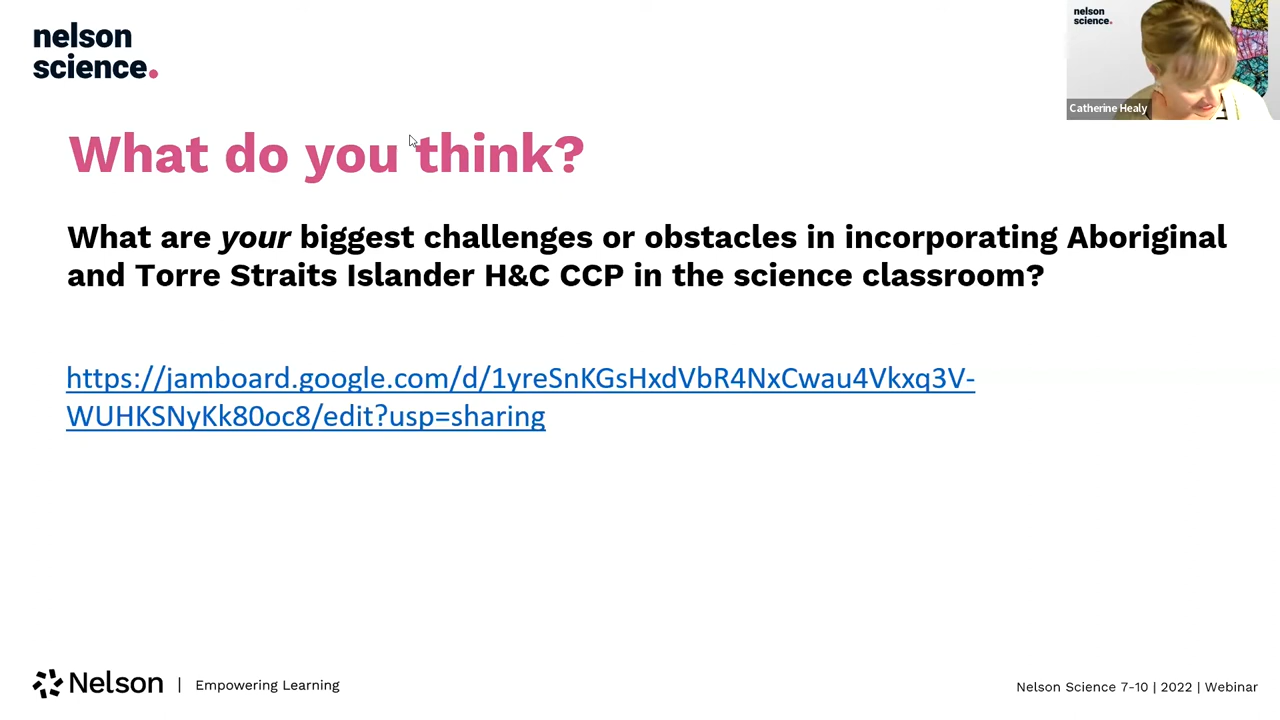 nelson
science.
nelson
science.
Catherine Healy
What do you think?
What are your biggest challenges or obstacles in incorporating Aboriginal
and Torre Straits Islander H&C CCP in the science classroom?
https://jamboard.google.com/d/1yreSnKGsHxdVbR4NxCwau4Vkxq3V-
WUHKSNyKk80oc8/edit?usp=sharing
Nelson | Empowering Learning
Nelson Science 7-10 | 2022 | Webinar